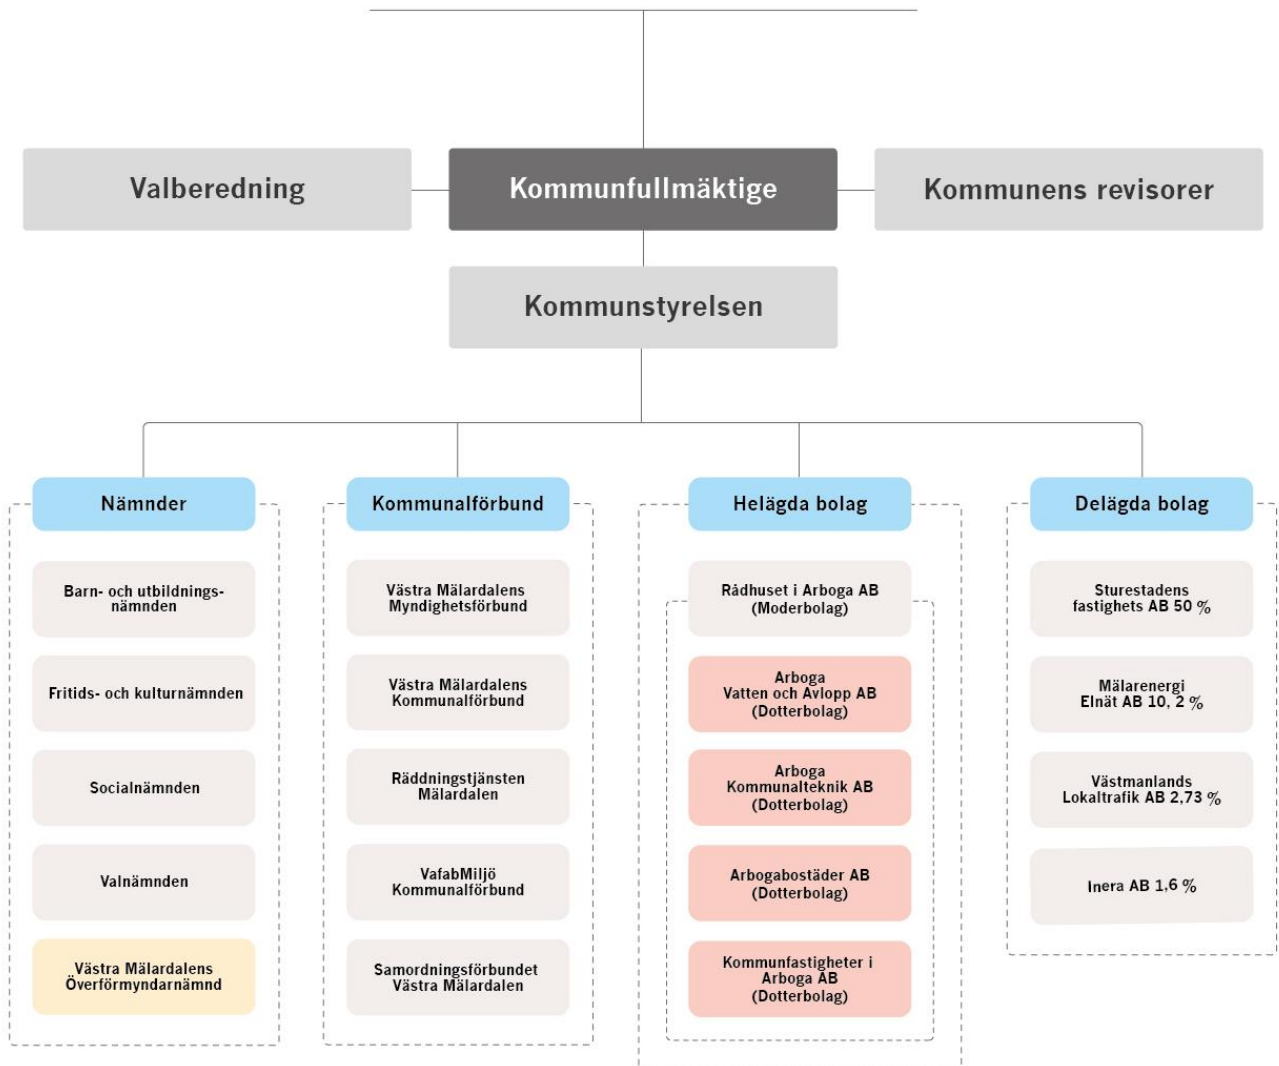 Valberedning
Kommunfullmäktige
Kommunens revisorer
Kommunstyrelsen
Nämnder
Barn- och utbildnings-
nämnden
Fritids- och kulturnämnden
Socialnämnden
Valnämnden
Västra Mälardalens
Överförmyndarnämnd
Kommunalförbund
Västra Mälardalens
Myndighetsförbund
Västra Mälardalens
Kommunalförbund
Räddningstjänsten
Mälardalen
VafabMiljö
Kommunalförbund
Samordningsförbundet
Västra Mälardalen
Helägda bolag
Rådhuset i Arboga AB
(Moderbolag)
Arboga
Vatten och Avlopp AB
(Dotterbolag)
Arboga
Kommunalteknik AB
(Dotterbolag)
Arbogabostäder AB
(Dotterbolag)
Kommunfastigheter i
Arboga AB
(Dotterbolag)
Delägda bolag
Sturestadens
fastighets AB 50 %
Mälarenergi
Elnät AB 10, 2 %
Västmanlands
Lokaltrafik AB 2,73 %
Inera AB 1,6 %